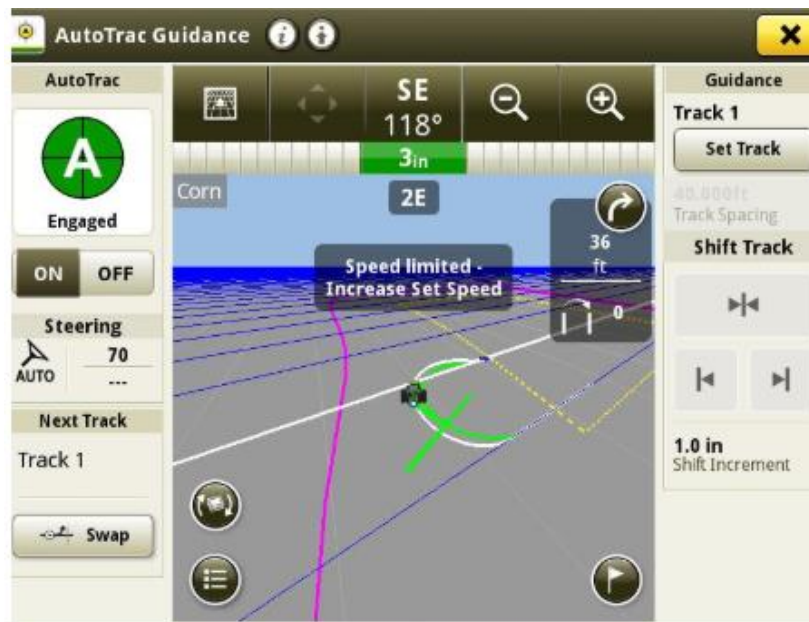 AutoTrac Guidance
AutoTrac
A
Engaged
ON OFF
Steering
AUTO
70
---
Next Track
Track 1
Swap
SE
118°
3in
Corn
2E
36
ft
0
Speed limited -
Increase Set Speed
Guidance
Track 1
Set Track
40.000ft
Track Spacing
Shift Track
1.0 in
Shift Increment